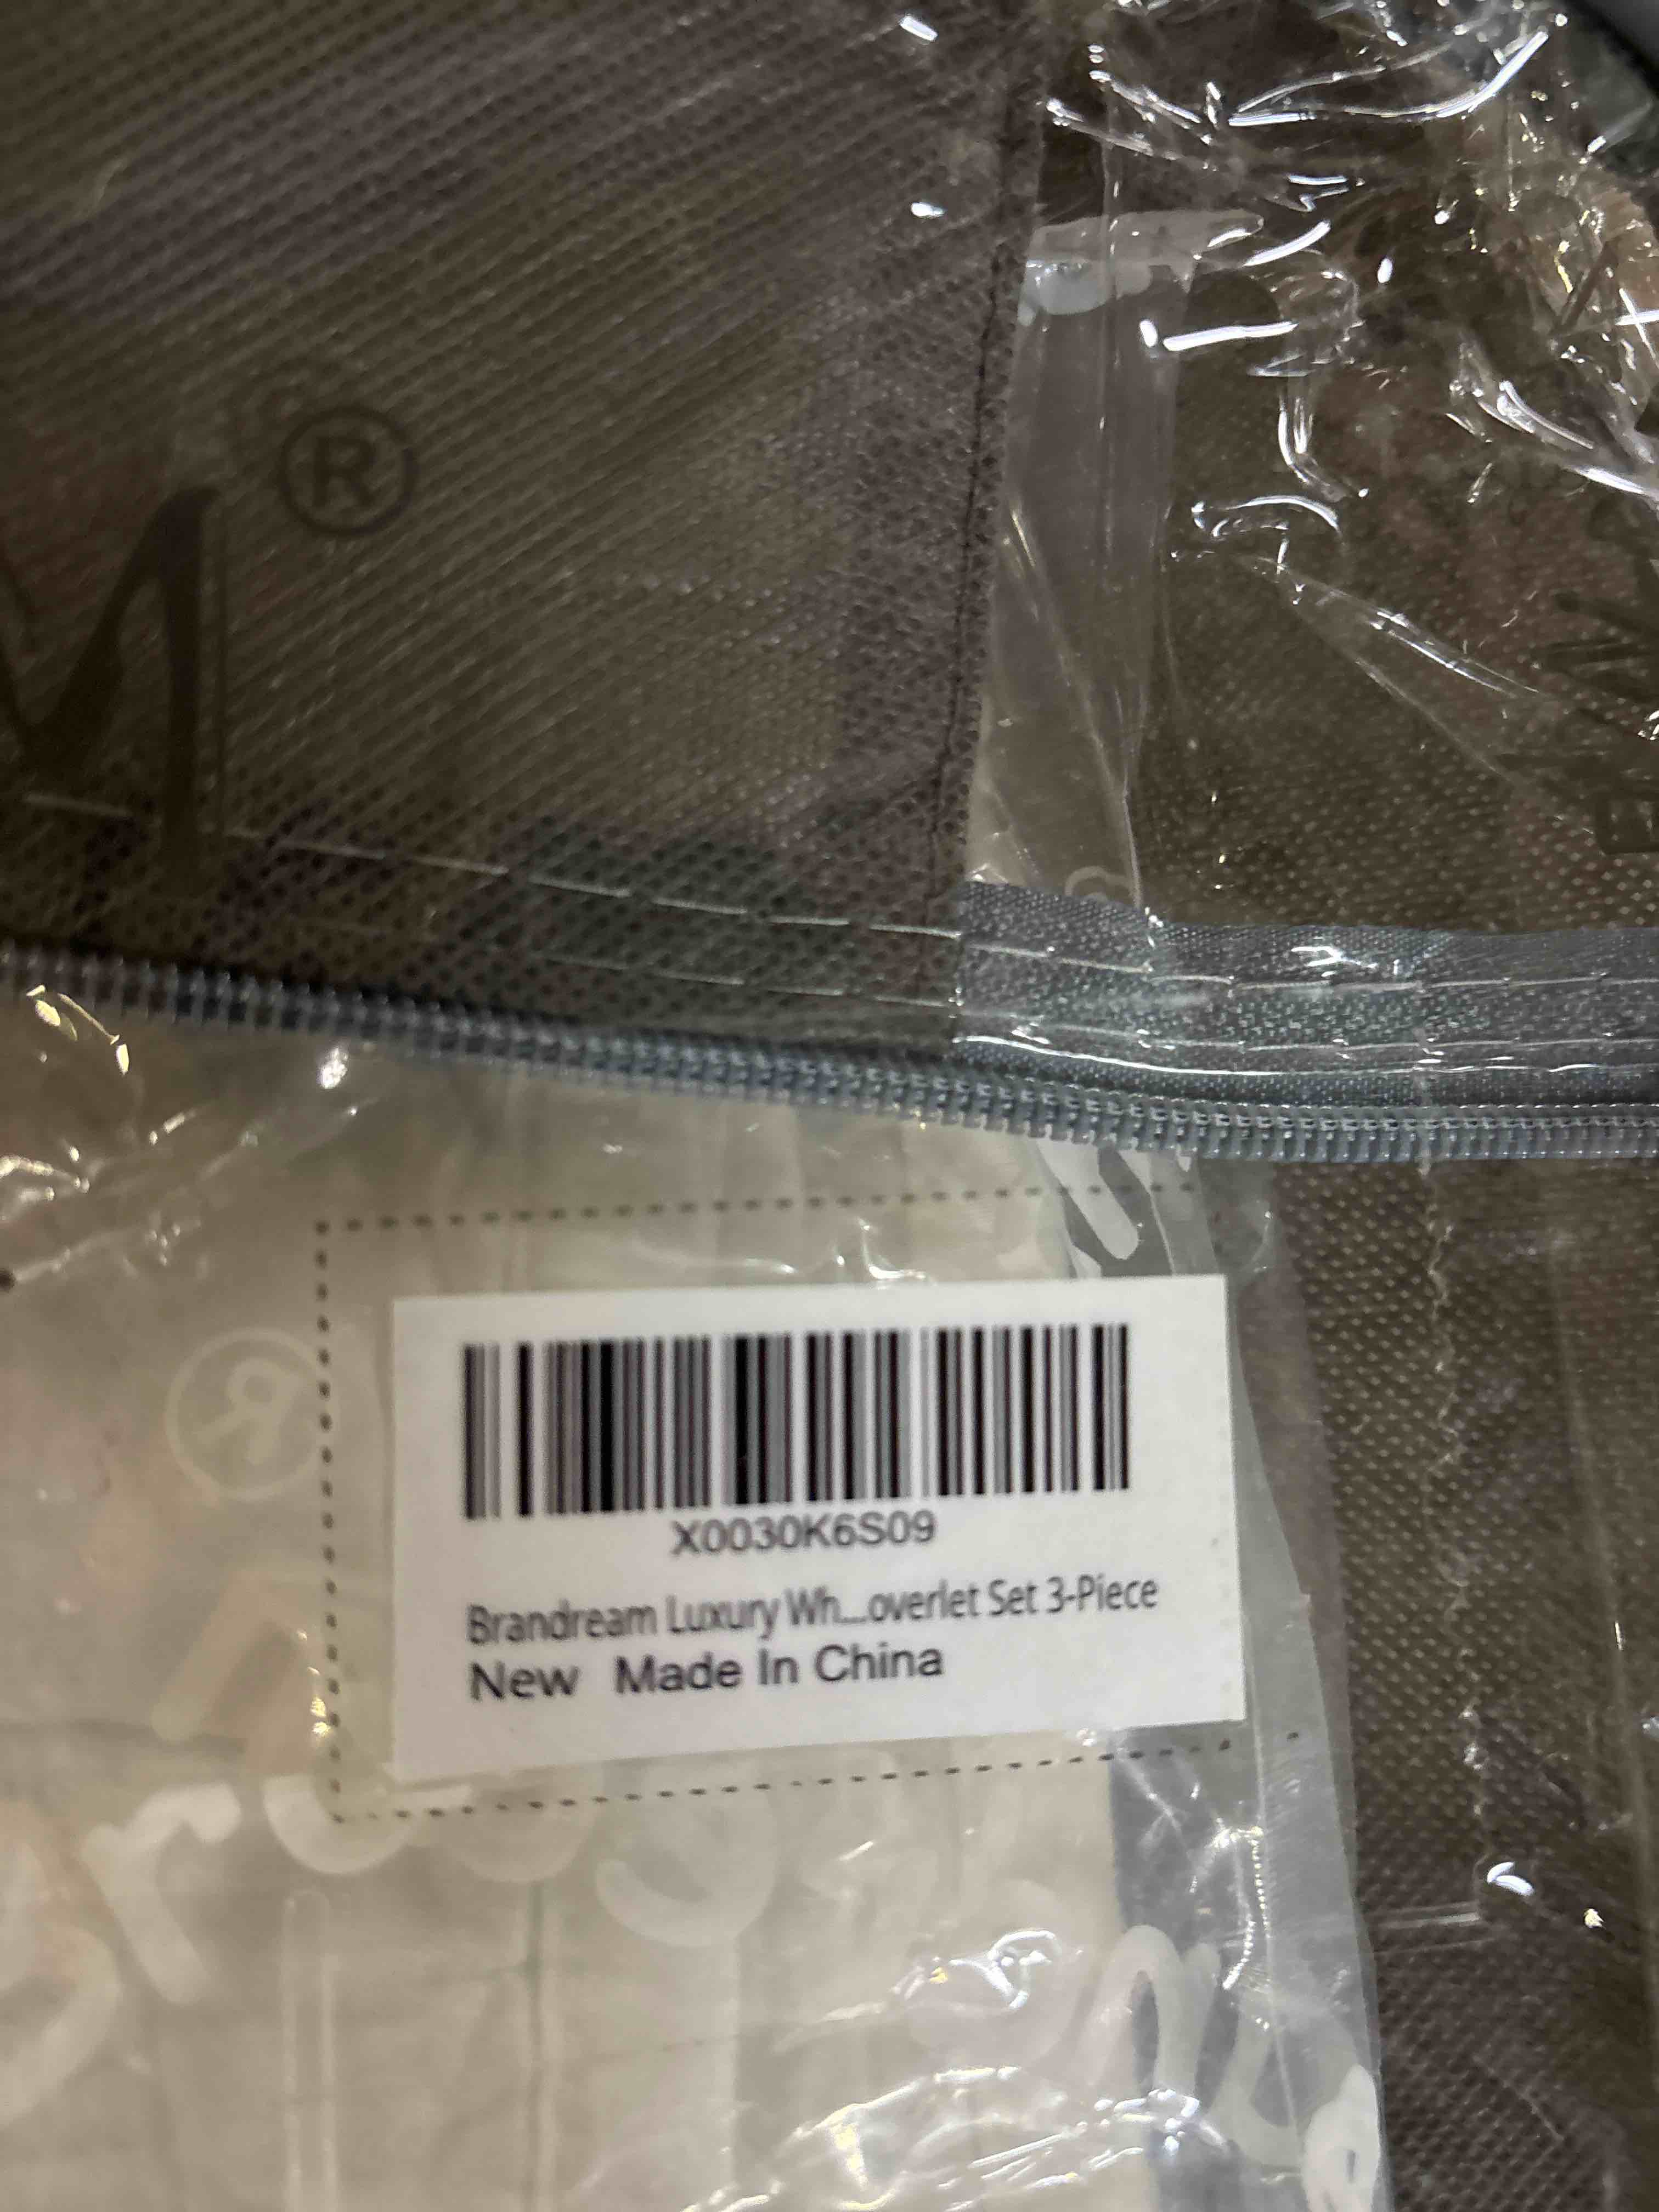 M®
®
X0030K6S09
Brandream Luxury Wh...overlet Set 3-Piece
New Made In China